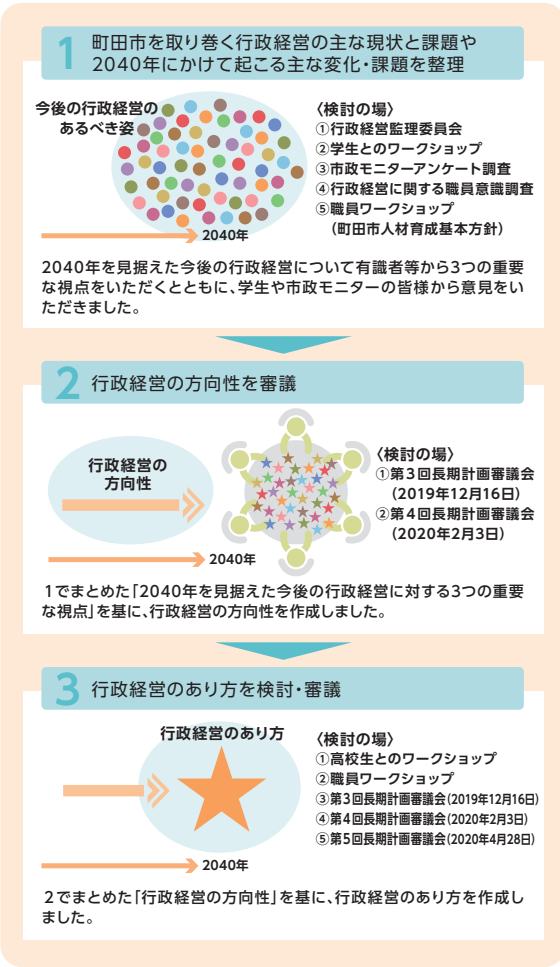 1
町田市を取り巻く行政経営の主な現状と課題や
2040年にかけて起こる主な変化・課題を整理
今後の行政経営の
あるべき姿
2040年
〈検討の場〉
①行政経営監理委員会
②学生とのワークショップ
③市政モニターアンケート調査
④行政経営に関する職員意識調査
⑤職員ワークショップ
（町田市人材育成基本方針）
2040年を見据えた今後の行政経営について有識者等から3つの重要
な視点をいただくとともに、学生や市政モニターの皆様から意見をい
ただきました。
2
行政経営の方向性を審議
行政経営の
方向性
2040年
〈検討の場〉
①第3回長期計画審議会
（2019年12月16日）
②第4回長期計画審議会
（2020年2月3日）
1でまとめた「2040年を見据えた今後の行政経営に対する3つの重要
な視点」を基に、行政経営の方向性を作成しました。
3
行政経営のあり方を検討・審議
行政経営のあり方
2040年
〈検討の場〉
①高校生とのワークショップ
②職員ワークショップ
③第3回長期計画審議会(2019年12月16日)
④第4回長期計画審議会(2020年2月3日)
⑤第5回長期計画審議会(2020年4月28日)
2でまとめた「行政経営の方向性」を基に、行政経営のあり方を作成し
ました。